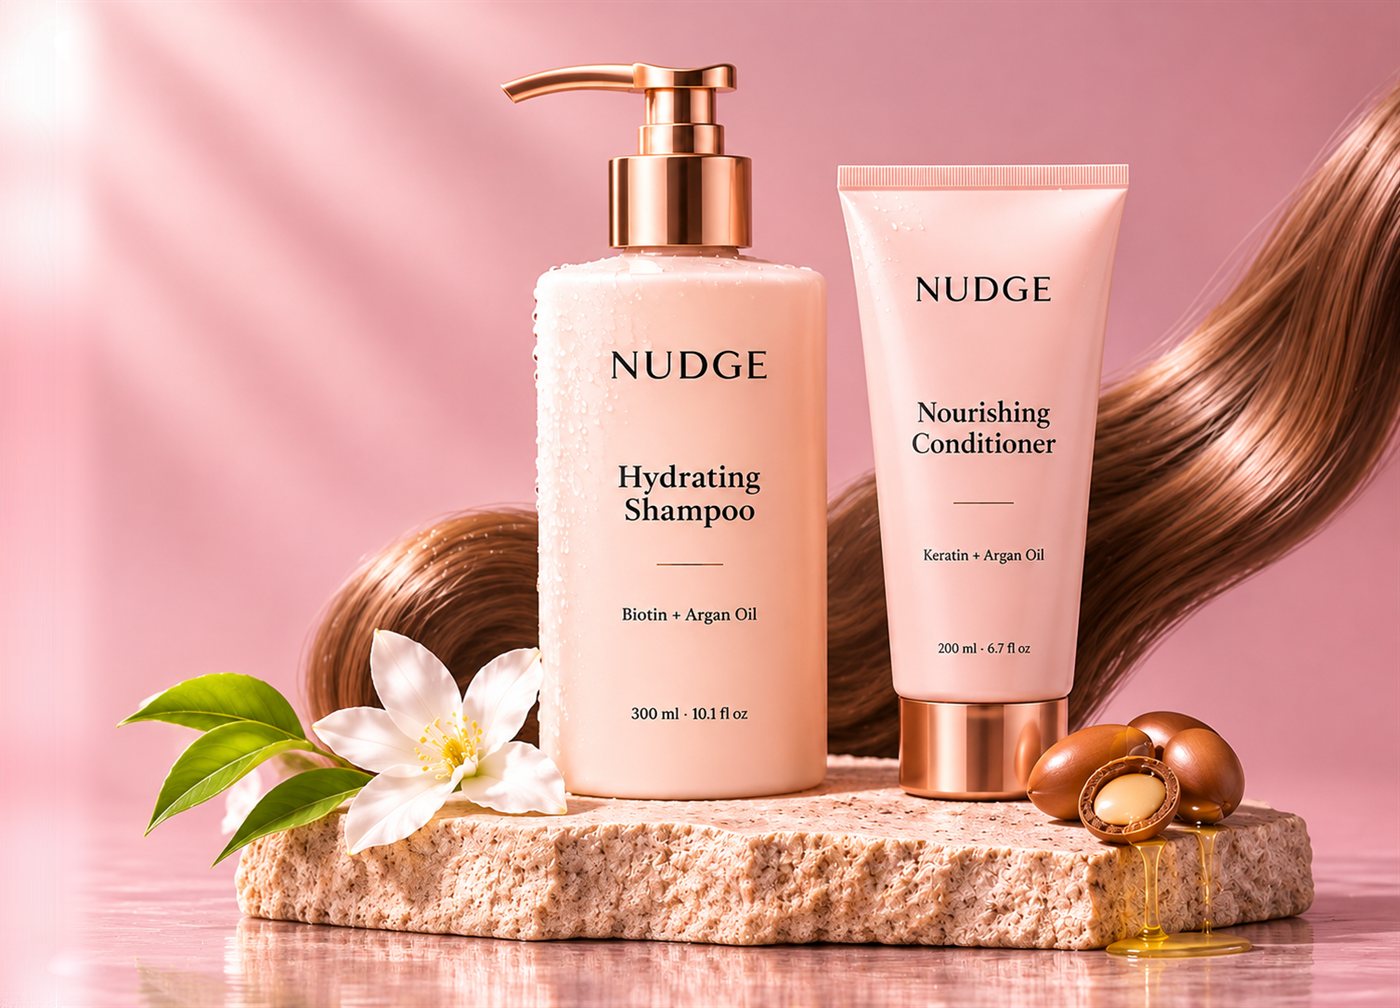 NUDGE
Hydrating
Shampoo
Biotin + Argan Oil
300 ml · 10.1 fl oz
NUDGE
Nourishing
Conditioner
Keratin + Argan Oil
200 ml · 6.7 fl oz